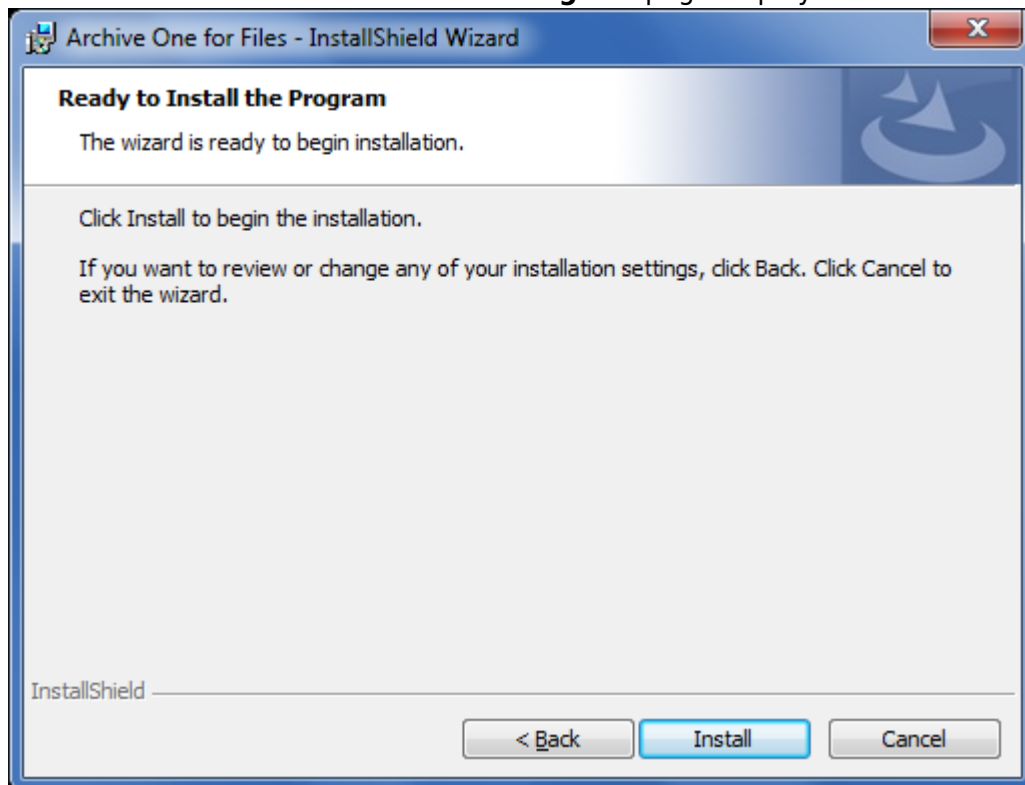 Archive One for Files - InstallShield Wizard
Ready to Install the Program
The wizard is ready to begin installation.
Click Install to begin the installation.
If you want to review or change any of your installation settings, click Back. Click Cancel to
exit the wizard.
InstallShield
< Back Install Cancel